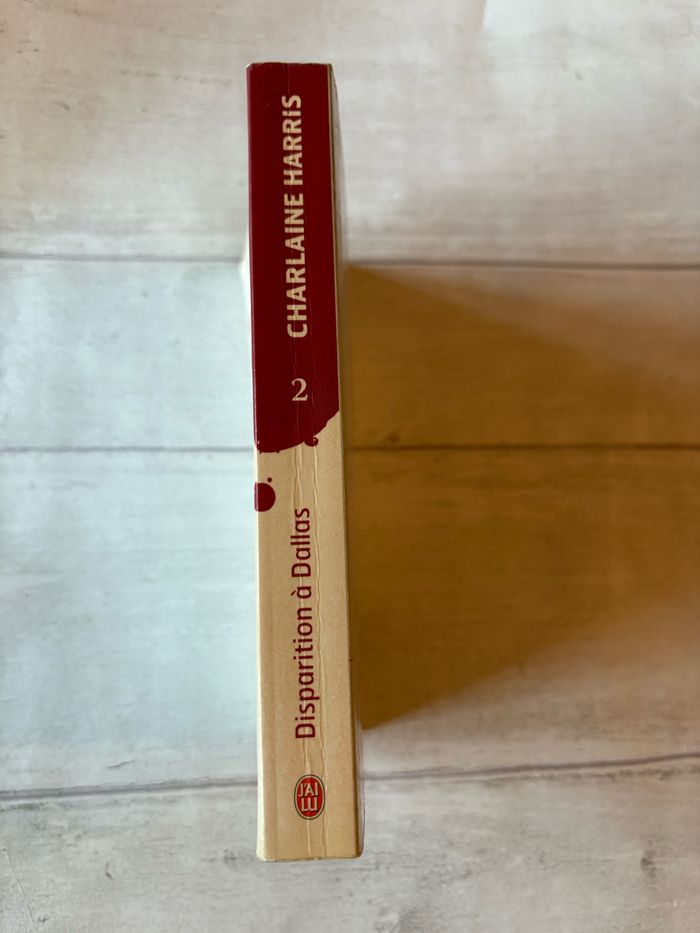 CHARLAINE HARRIS
2
Disparition à Dallas
J'AI
LU